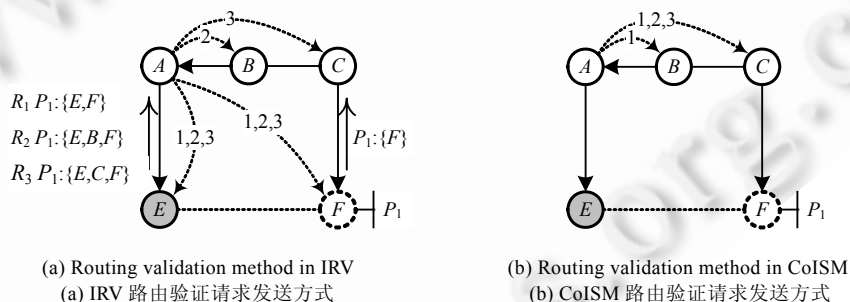 3
2
A
B
C
R₁ P₁:{E,F}
R₂ P₁:{E,B,F}
R₃ P₁:{E,C,F}
1,2,3
1,2,3
P₁:{F}
E
F
P₁
(a) Routing validation method in IRV
(a) IRV 路由验证请求发送方式
1,2,3
1
A
B
C
E
F
P₁
(b) Routing validation method in CoISM
(b) CoISM 路由验证请求发送方式